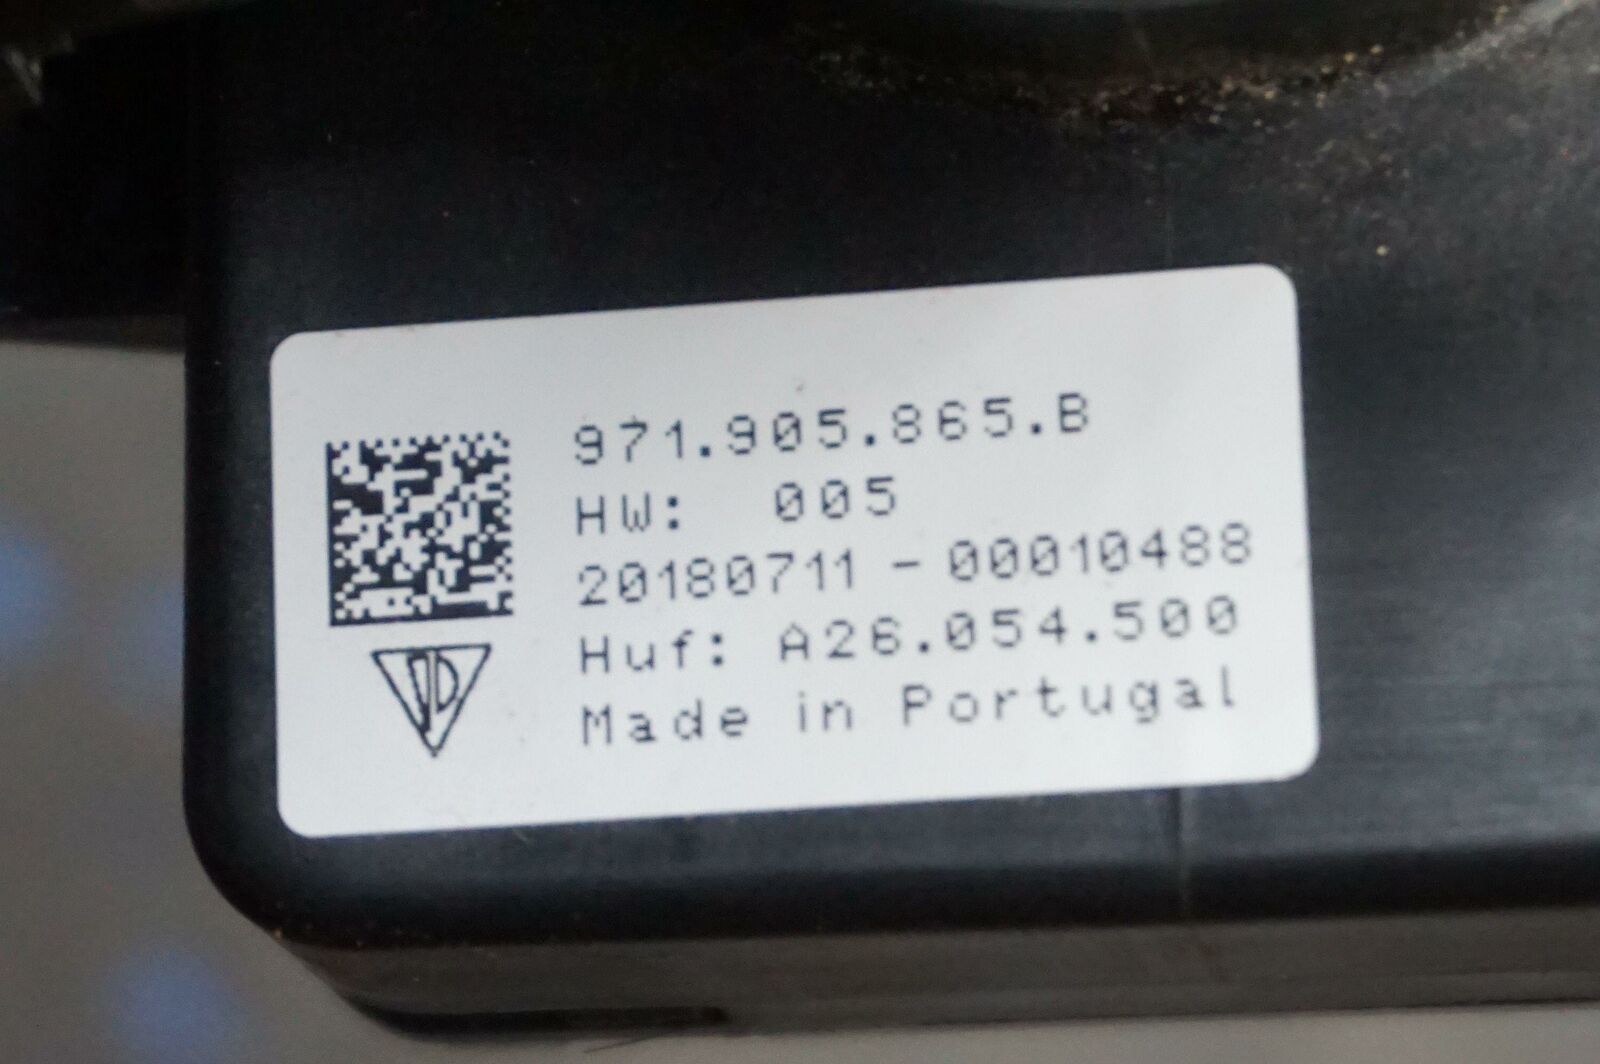 971.905.865.B
HW: 005
20180711-00010488
Huf: A26.054.500
Made in Portugal